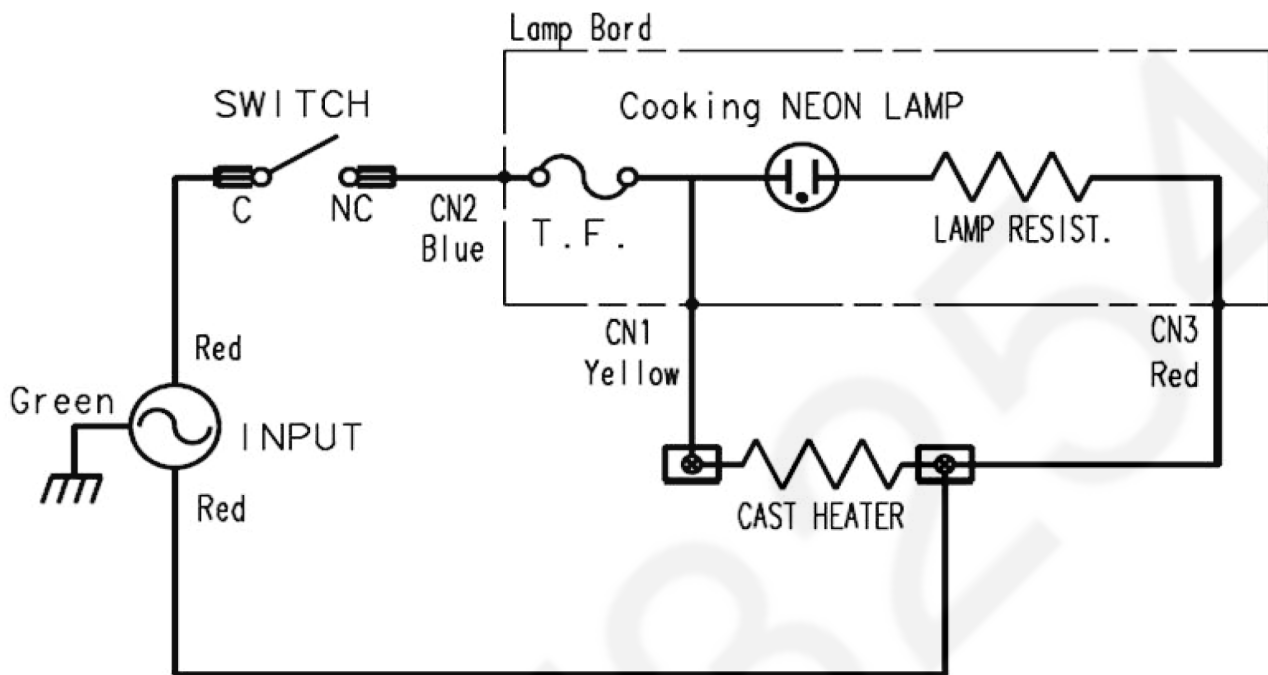 Lamp Bord
SWITCH
Cooking NEON LAMP
C
NC
CN2
Blue
T.F.
LAMP RESIST.
CN1
Yellow
CN3
Red
Red
Green
INPUT
Red
CAST HEATER